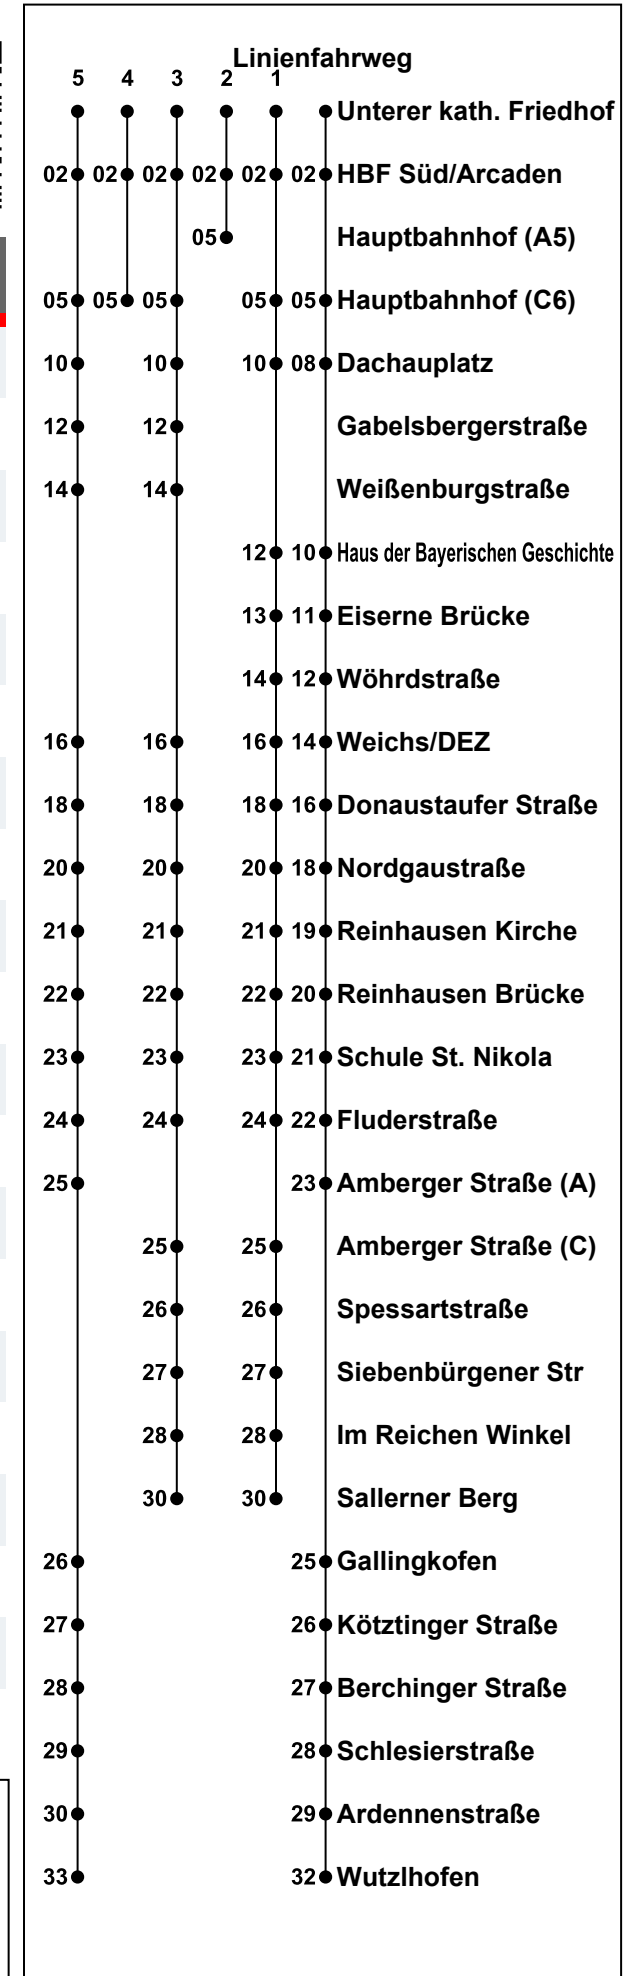 Linienfahrweg
5 4 3 2 1
Unterer kath. Friedhof
02 02 02 02 02 02 HBF Süd/Arcaden
05 Hauptbahnhof (A5)
05 05 05 05 05 Hauptbahnhof (C6)
10 10 10 08 Dachauplatz
12 12 Gabelsbergerstraße
14 14 Weißenburgstraße
12 10 Haus der Bayerischen Geschichte
13 11 Eiserne Brücke
14 12 Wöhrdstraße
16 16 16 14 Weichs/DEZ
18 18 18 16 Donaustaufer Straße
20 20 20 18 Nordgaustraße
21 21 21 19 Reinhausen Kirche
22 22 22 20 Reinhausen Brücke
23 23 23 21 Schule St. Nikola
24 24 24 22 Fluderstraße
25 23 Amberger Straße (A)
25 25 Amberger Straße (C)
26 26 Spessartstraße
27 27 Siebenbürgener Str
28 28 Im Reichen Winkel
30 30 Sallerner Berg
26 25 Gallingkofen
27 26 Kötztinger Straße
28 27 Berchinger Straße
29 28 Schlesierstraße
30 29 Ardennenstraße
33 32 Wutzlhofen